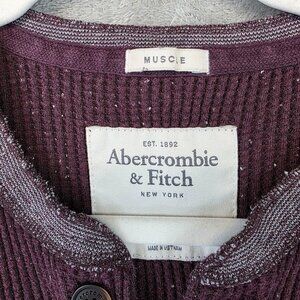 MUSCLE
EST. 1892
Abercrombie
& Fitch
NEW YORK
MADE IN VIETNAM